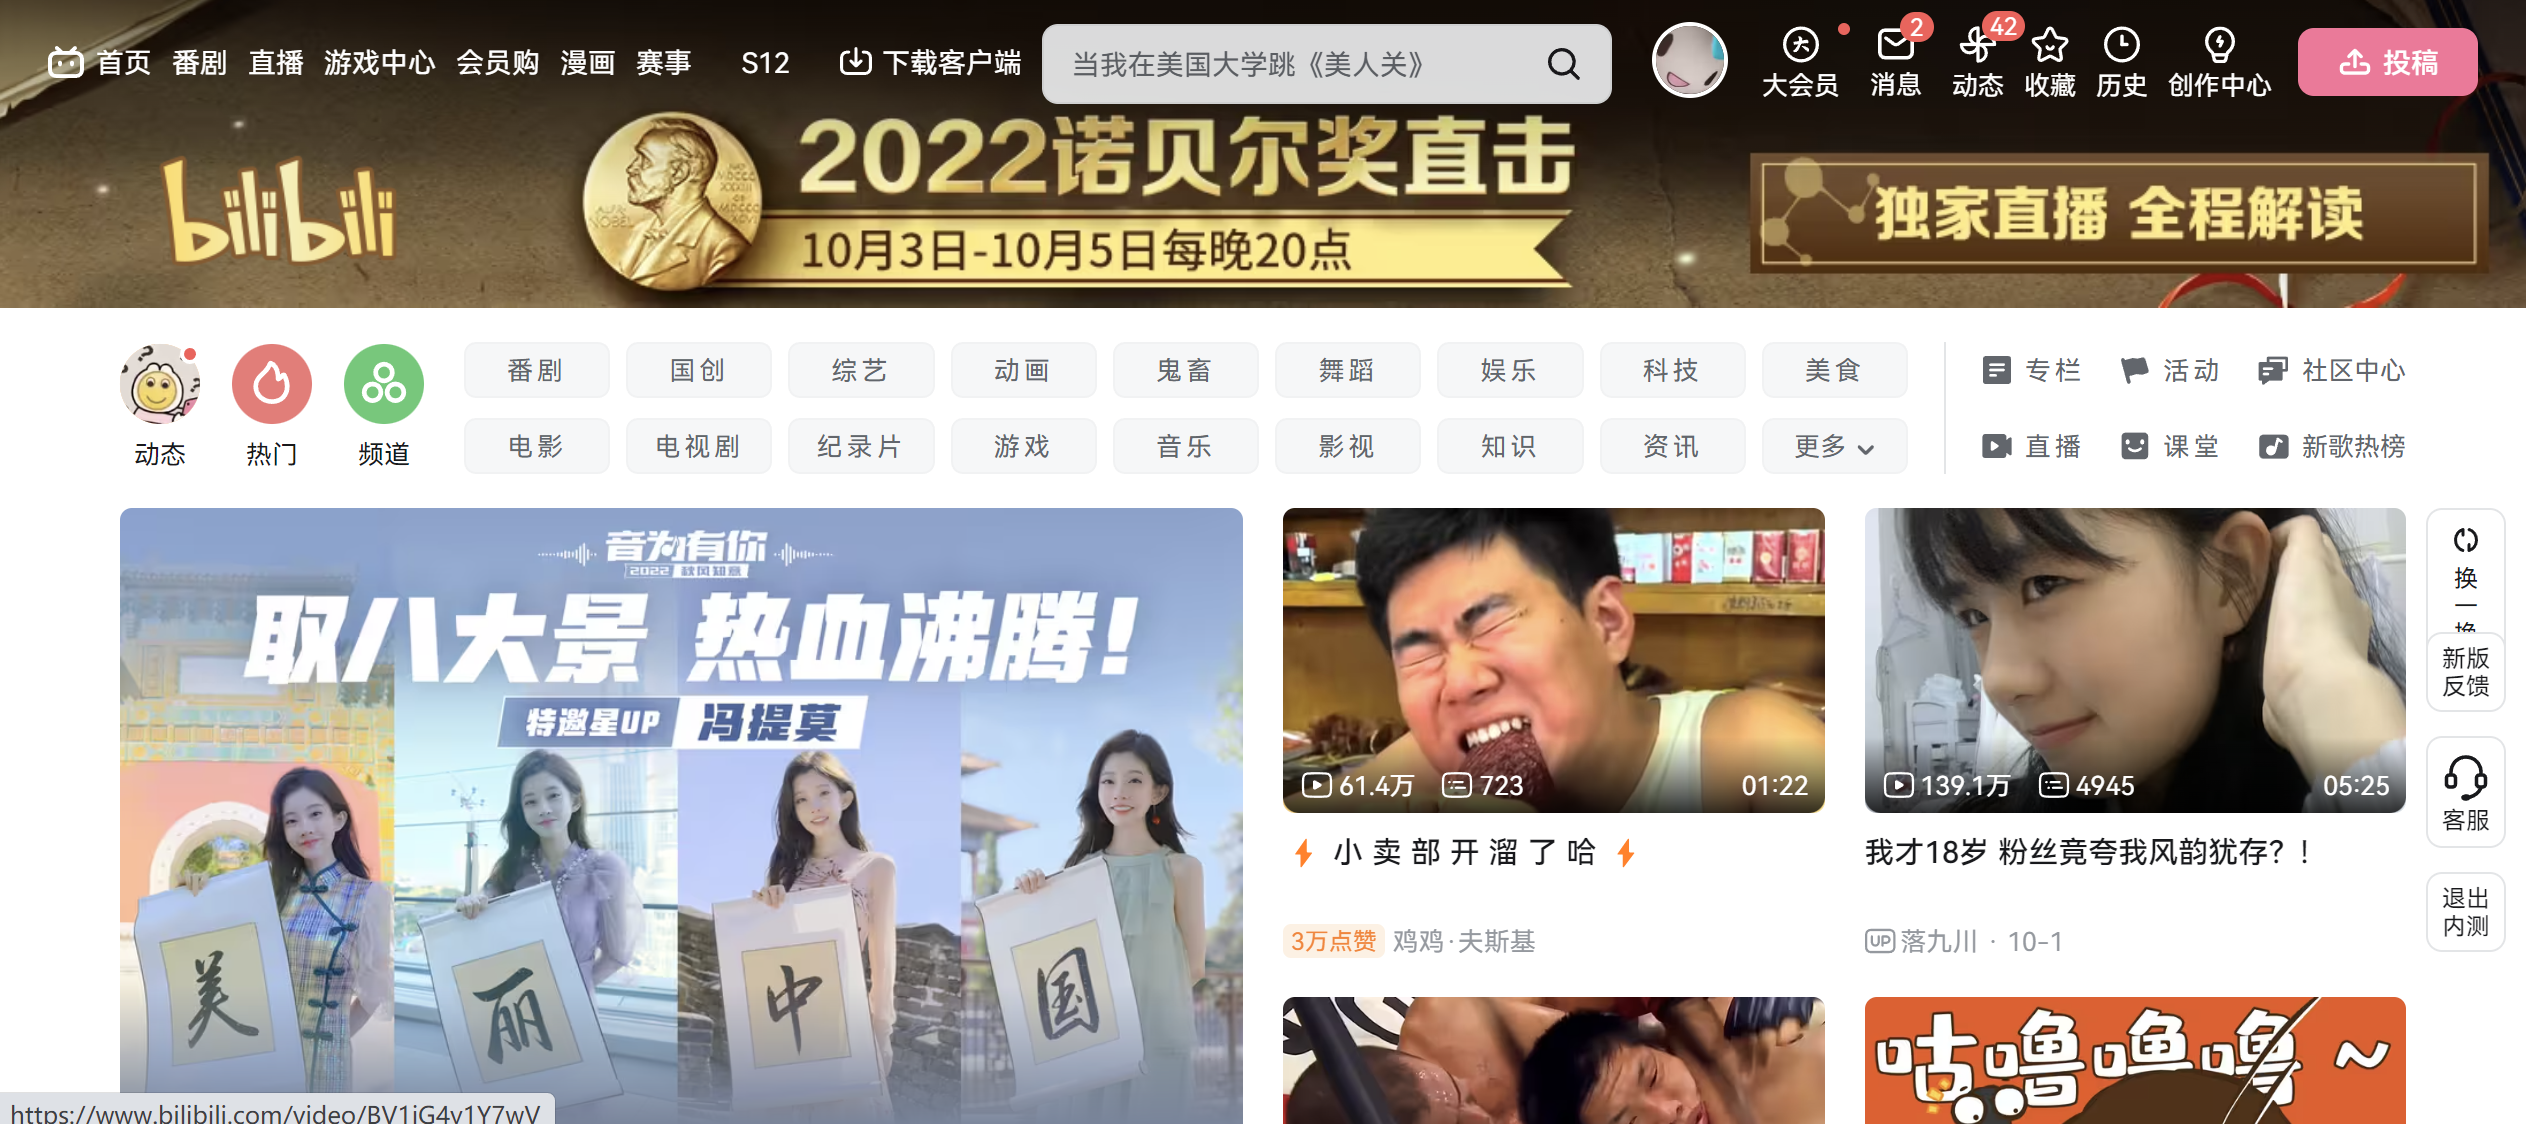 首页 番剧 直播 游戏中心 会员购 漫画 赛事 S12 下载客户端
当我在美国大学跳《美人关》
大会员 消息 2 动态 42 收藏 历史 创作中心 投稿
bilibili
2022诺贝尔奖直击
10月3日-10月5日每晚20点
独家直播 全程解读
动态 热门 频道
番剧 国创 综艺 动画 鬼畜 舞蹈 娱乐 科技 美食
电影 电视剧 纪录片 游戏 音乐 影视 知识 资讯 更多
专栏 活动 社区中心
直播 课堂 新歌热榜
音为有你
2022 秋风知意
取八大景 热血沸腾!
特邀星UP 冯提莫
美 丽 中 国
61.4万 723 01:22
小卖部开溜了哈
3万点赞 鸡鸡·夫斯基
139.1万 4945 05:25
我才18岁 粉丝竟夸我风韵犹存？！
UP 落九川 · 10-1
咕噜噜噜~
换
一
换
新版
反馈
客服
退出
内测
https://www.bilibili.com/video/BV1iG4y1Y7wV